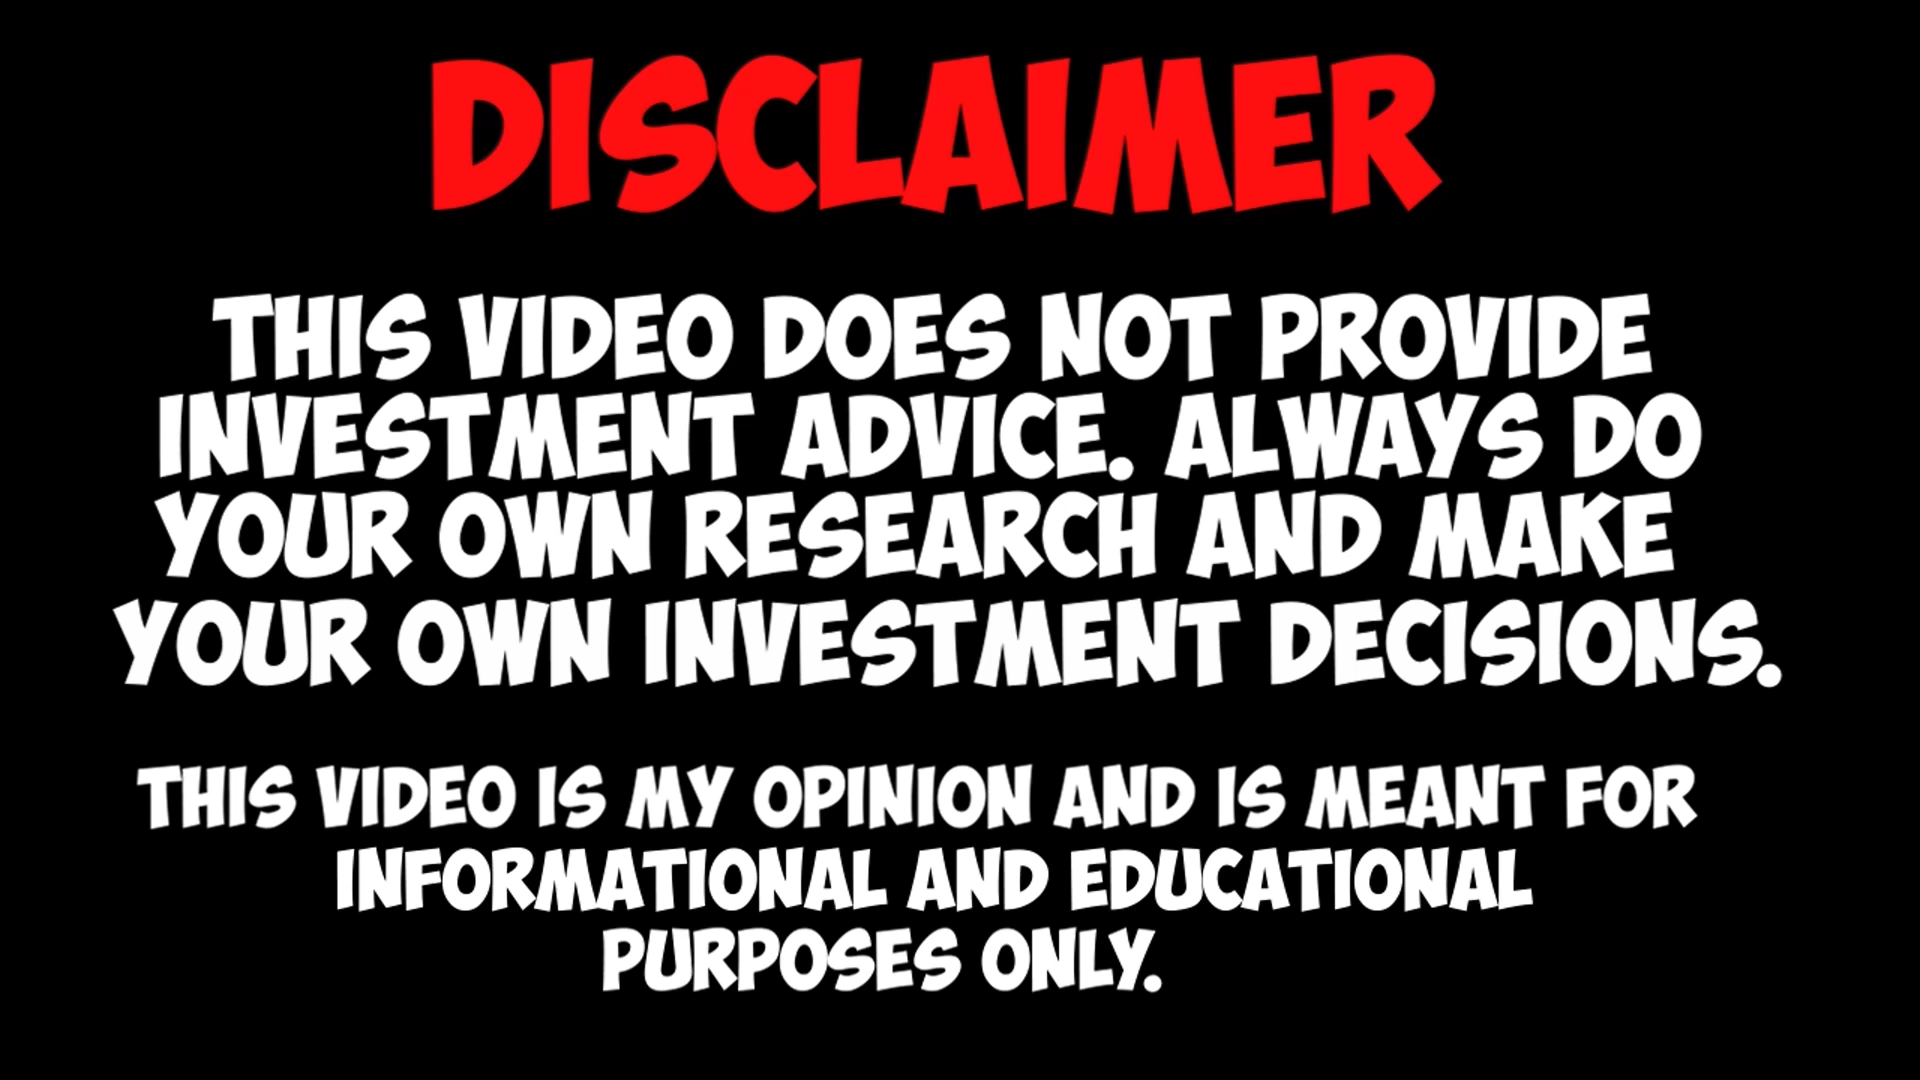 DISCLAIMER
THIS VIDEO DOES NOT PROVIDE
INVESTMENT ADVICE. ALWAYS DO
YOUR OWN RESEARCH AND MAKE
YOUR OWN INVESTMENT DECISIONS.
THIS VIDEO IS MY OPINION AND IS MEANT FOR
INFORMATIONAL AND EDUCATIONAL
PURPOSES ONLY.